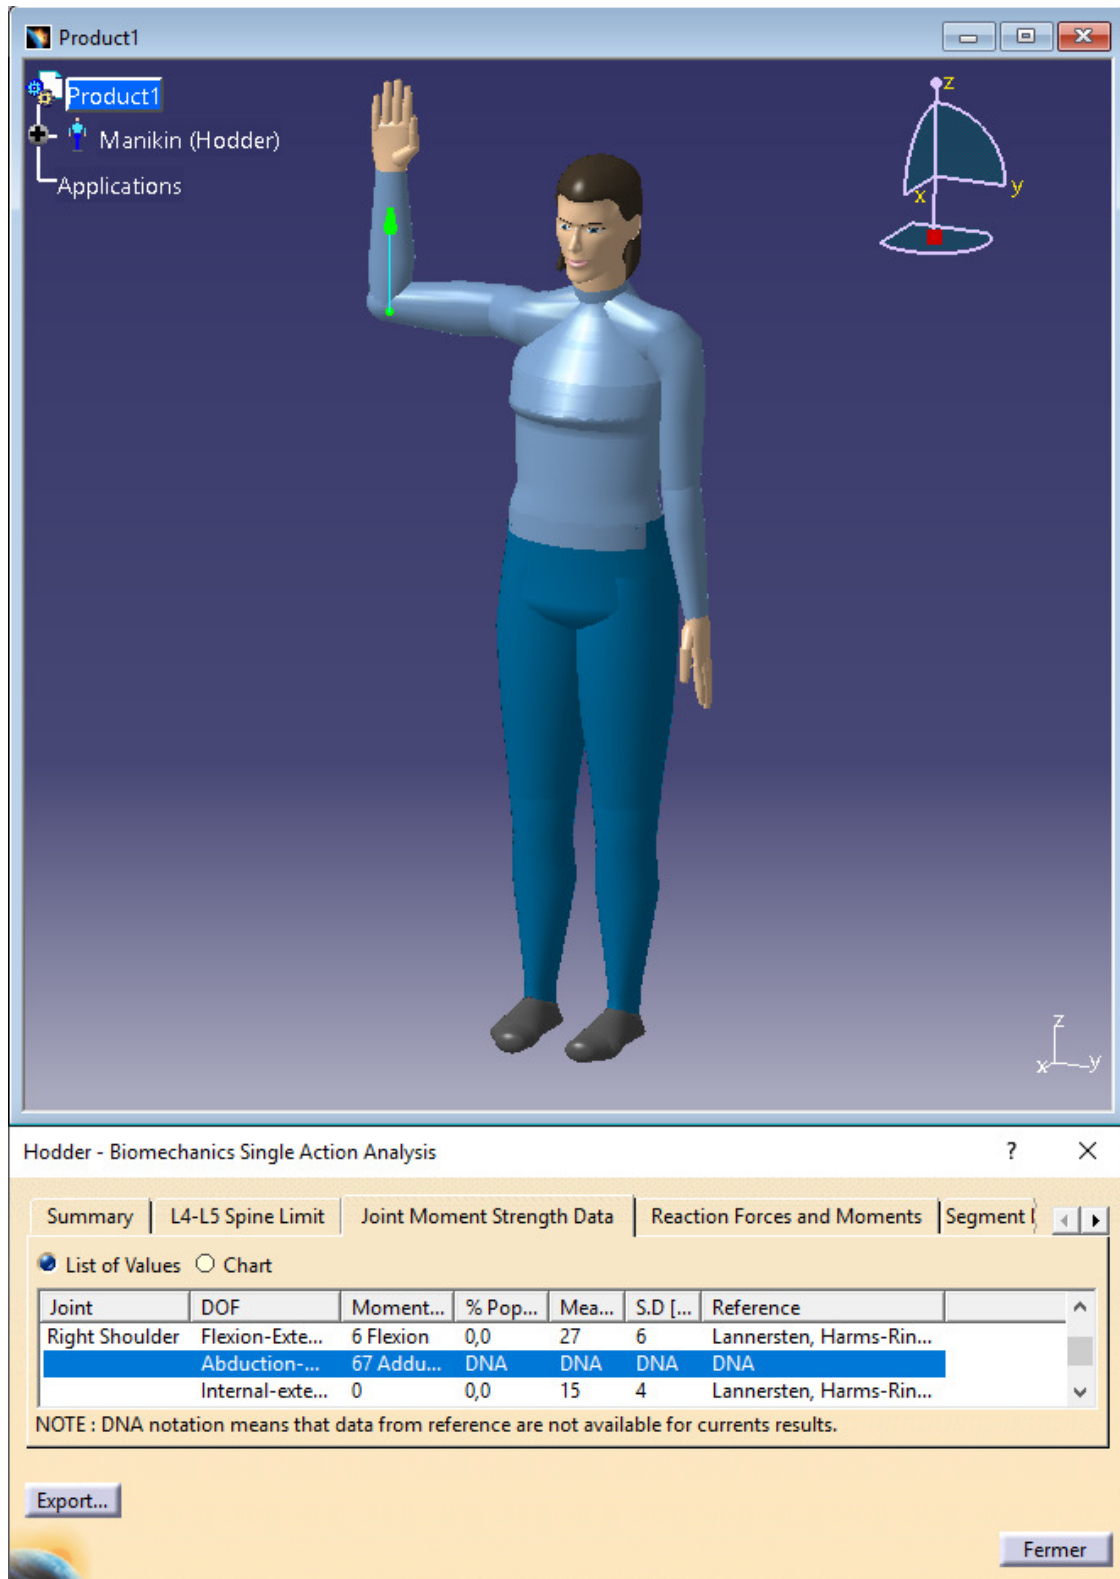 Product1
Product1
Manikin (Hodder)
Applications
z
x
y
z
x
y
Hodder - Biomechanics Single Action Analysis ?
Summary L4-L5 Spine Limit Joint Moment Strength Data Reaction Forces and Moments Segment
List of Values Chart
Joint DOF Moment... % Pop... Mea... S.D [... Reference
Right Shoulder Flexion-Exte... 6 Flexion 0,0 27 6 Lannersten, Harms-Rin...
Abduction-... 67 Addu... DNA DNA DNA DNA
Internal-exte... 0 0,0 15 4 Lannersten, Harms-Rin...
NOTE : DNA notation means that data from reference are not available for currents results.
Export...
Fermer